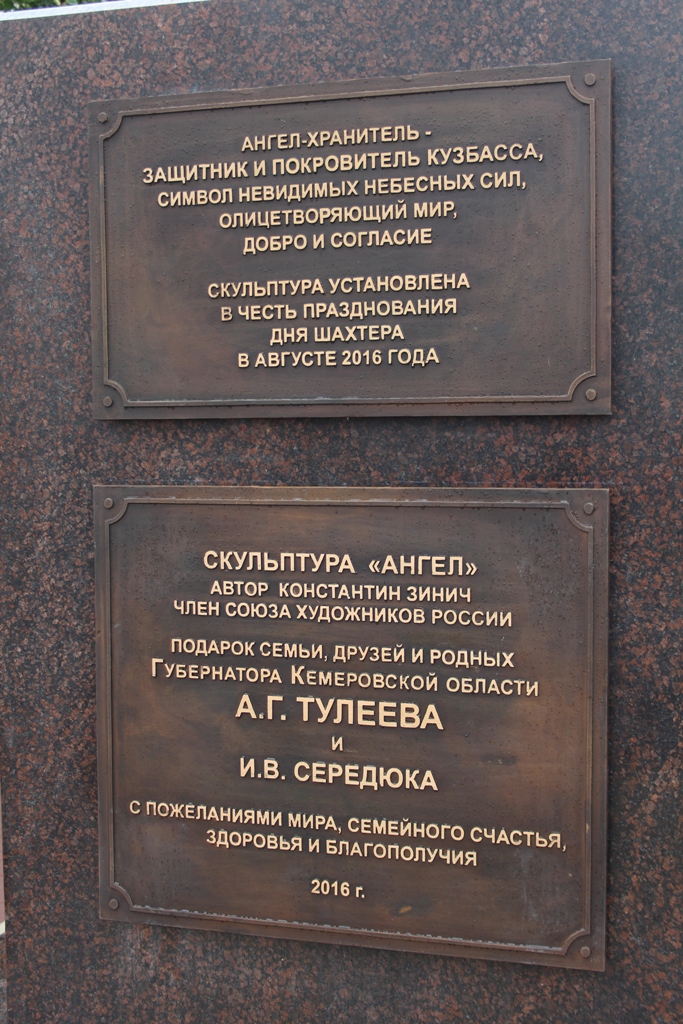 АНГЕЛ-ХРАНИТЕЛЬ -
ЗАЩИТНИК И ПОКРОВИТЕЛЬ КУЗБАССА,
СИМВОЛ НЕВИДИМЫХ НЕБЕСНЫХ СИЛ,
ОЛИЦЕТВОРЯЮЩИЙ МИР,
ДОБРО И СОГЛАСИЕ
СКУЛЬПТУРА УСТАНОВЛЕНА
В ЧЕСТЬ ПРАЗДНОВАНИЯ
ДНЯ ШАХТЕРА
В АВГУСТЕ 2016 ГОДА
СКУЛЬПТУРА «АНГЕЛ»
АВТОР КОНСТАНТИН ЗИНИЧ
ЧЛЕН СОЮЗА ХУДОЖНИКОВ РОССИИ
ПОДАРОК СЕМЬИ, ДРУЗЕЙ И РОДНЫХ
ГУБЕРНАТОРА КЕМЕРОВСКОЙ ОБЛАСТИ
А.Г. ТУЛЕЕВА
И
И.В. СЕРЕДЮКА
С ПОЖЕЛАНИЯМИ МИРА, СЕМЕЙНОГО СЧАСТЬЯ,
ЗДОРОВЬЯ И БЛАГОПОЛУЧИЯ
2016 г.